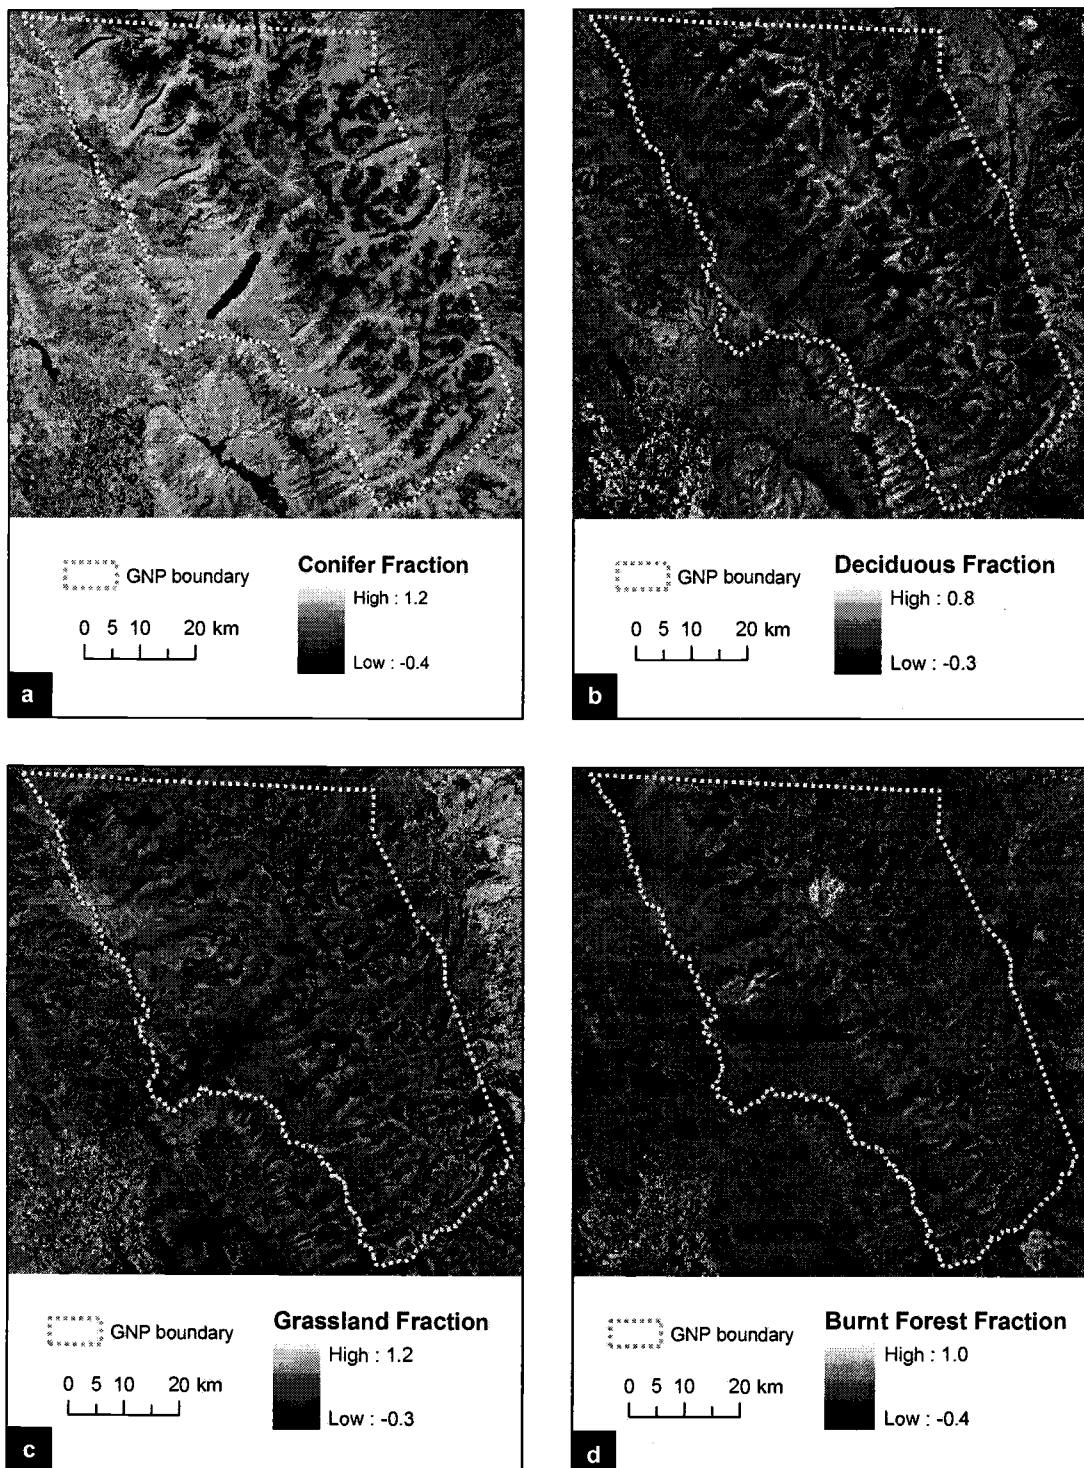 GNP boundary
0 5 10 20 km
Conifer Fraction
High : 1.2
Low : -0.4
a
GNP boundary
0 5 10 20 km
Deciduous Fraction
High : 0.8
Low : -0.3
b
GNP boundary
0 5 10 20 km
Grassland Fraction
High : 1.2
Low : -0.3
c
GNP boundary
0 5 10 20 km
Burnt Forest Fraction
High : 1.0
Low : -0.4
d